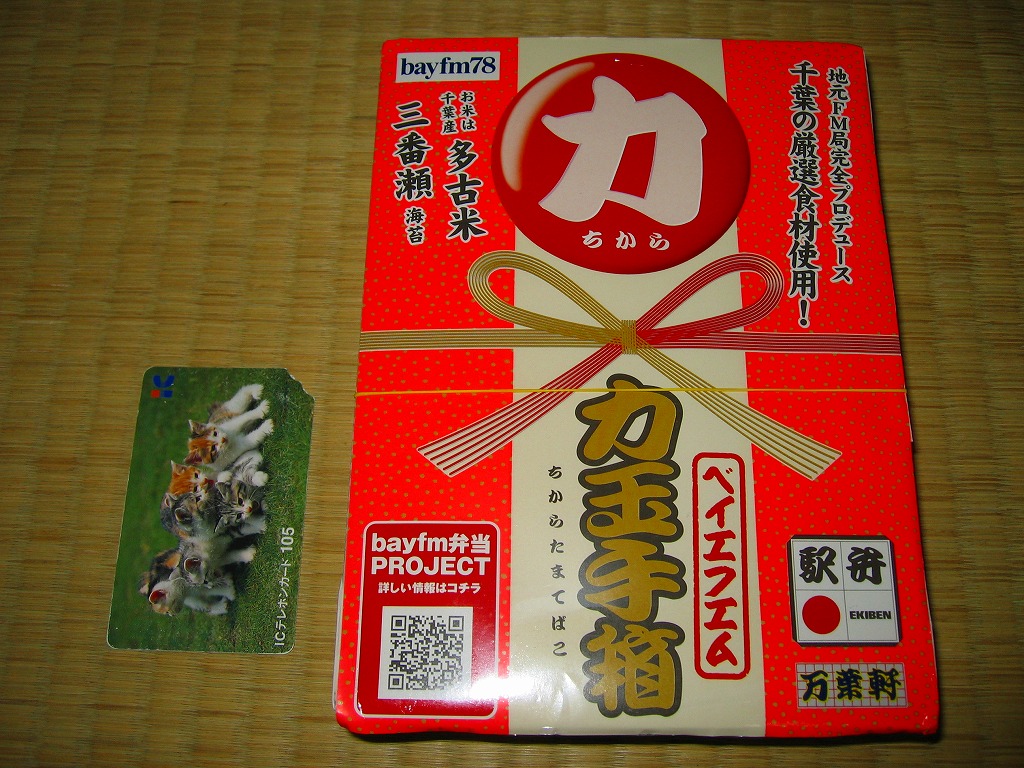 bayfm78
地元FM局完全プロデュース
千葉の厳選食材使用！
お米は
千葉産
多古米
三番瀬
海苔
力
ちから
力玉手箱
ちからたまてばこ
ベイエフエム
bayfm弁当
PROJECT
詳しい情報はコチラ
駅弁
EKIBEN
万葉軒
ICテレホンカード 105